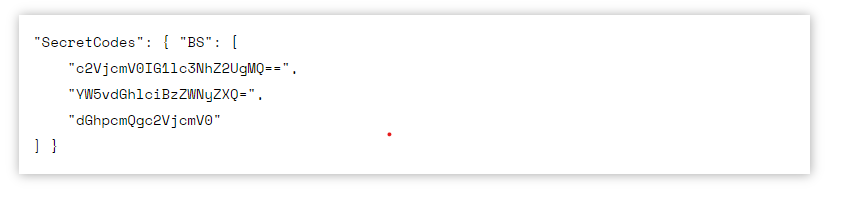 "SecretCodes": { "BS": [
"c2VjcmV0IG1lc3NhZ2UgMQ==",
"YW5vdGhlciBzZWNyZXQ=",
"dGhpcmQgc2VjcmV0"
] }